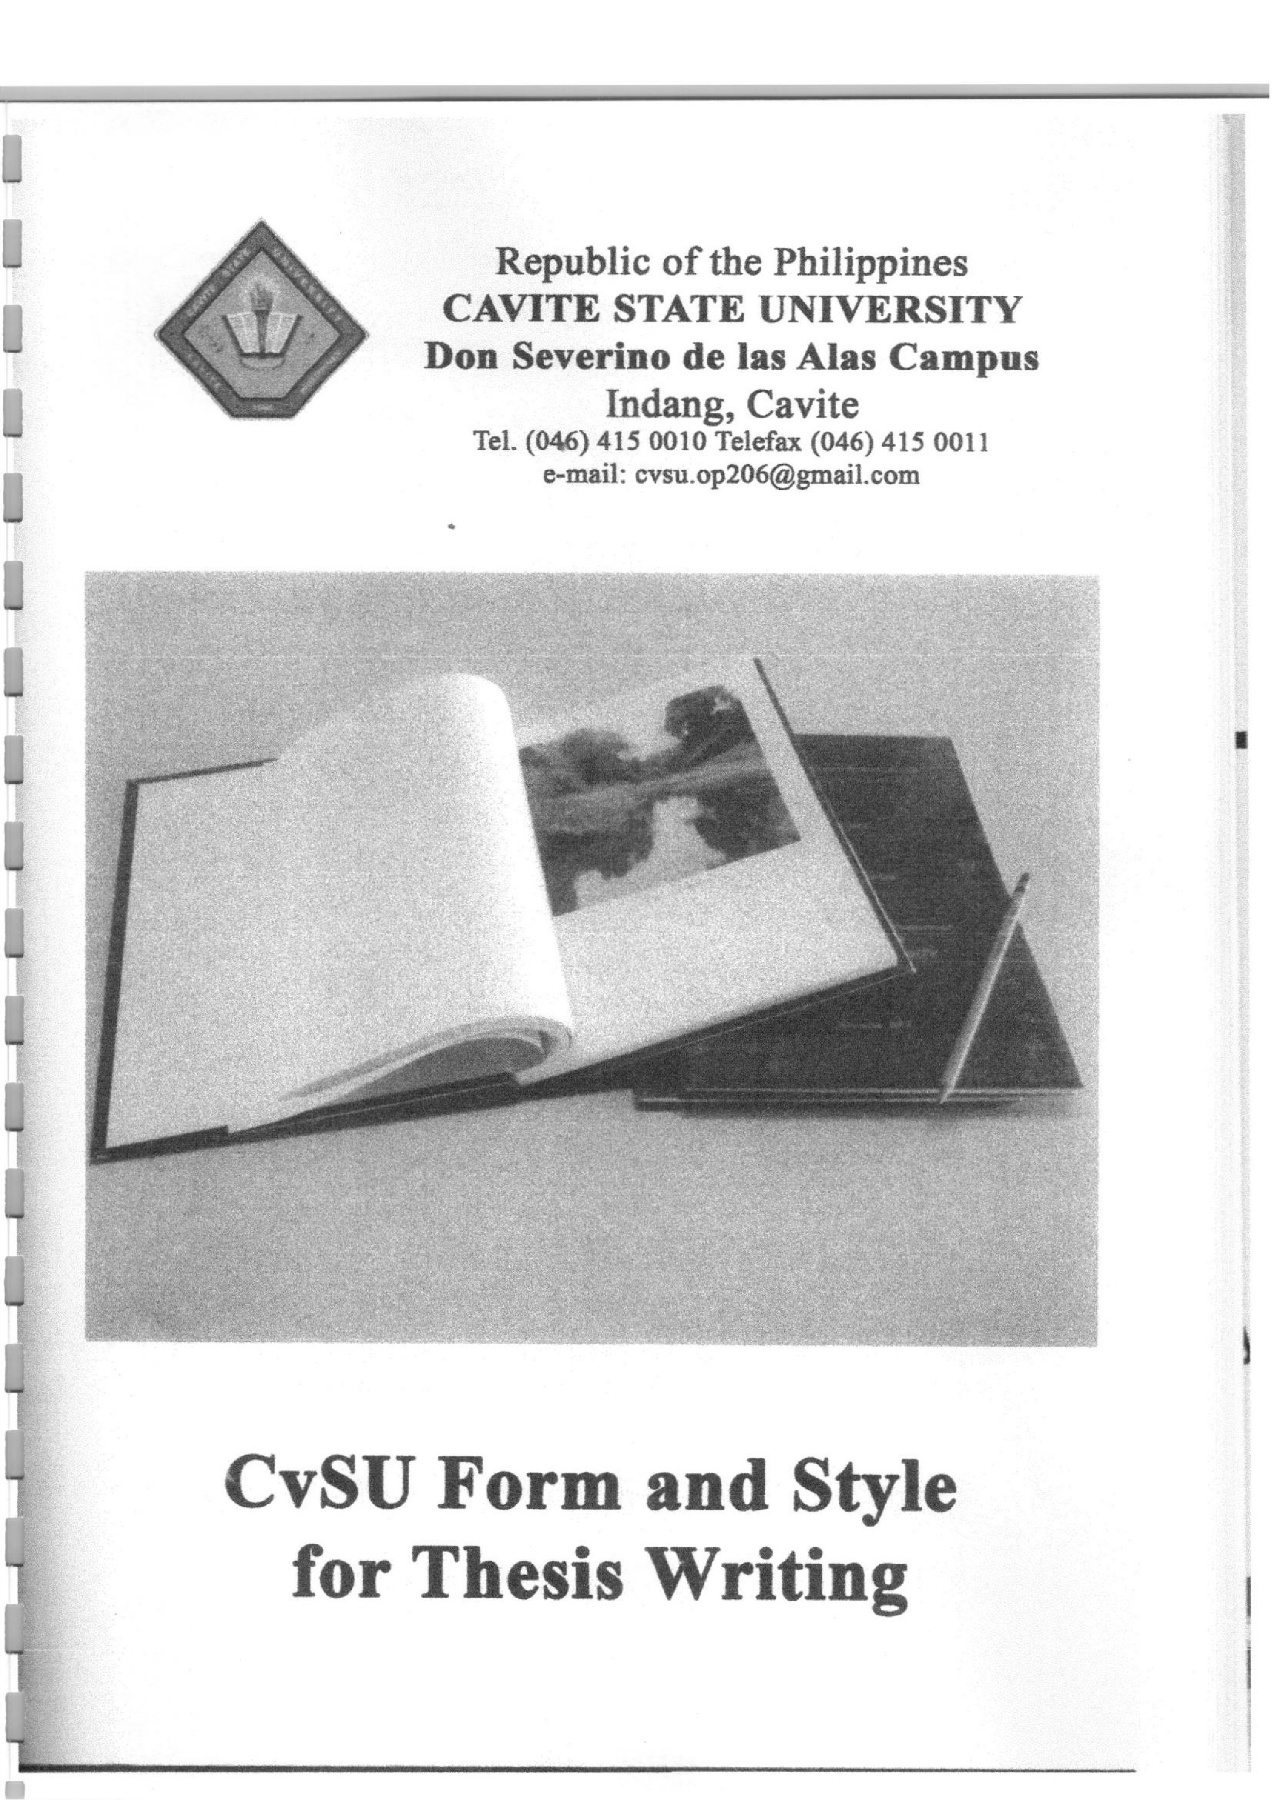 Republic of the Philippines
CAVITE STATE UNIVERSITY
Don Severino de las Alas Campus
Indang, Cavite
Tel. (046) 415 0010 Telefax (046) 415 0011
e-mail: cvsu.op206@gmail.com
CvSU Form and Style
for Thesis Writing